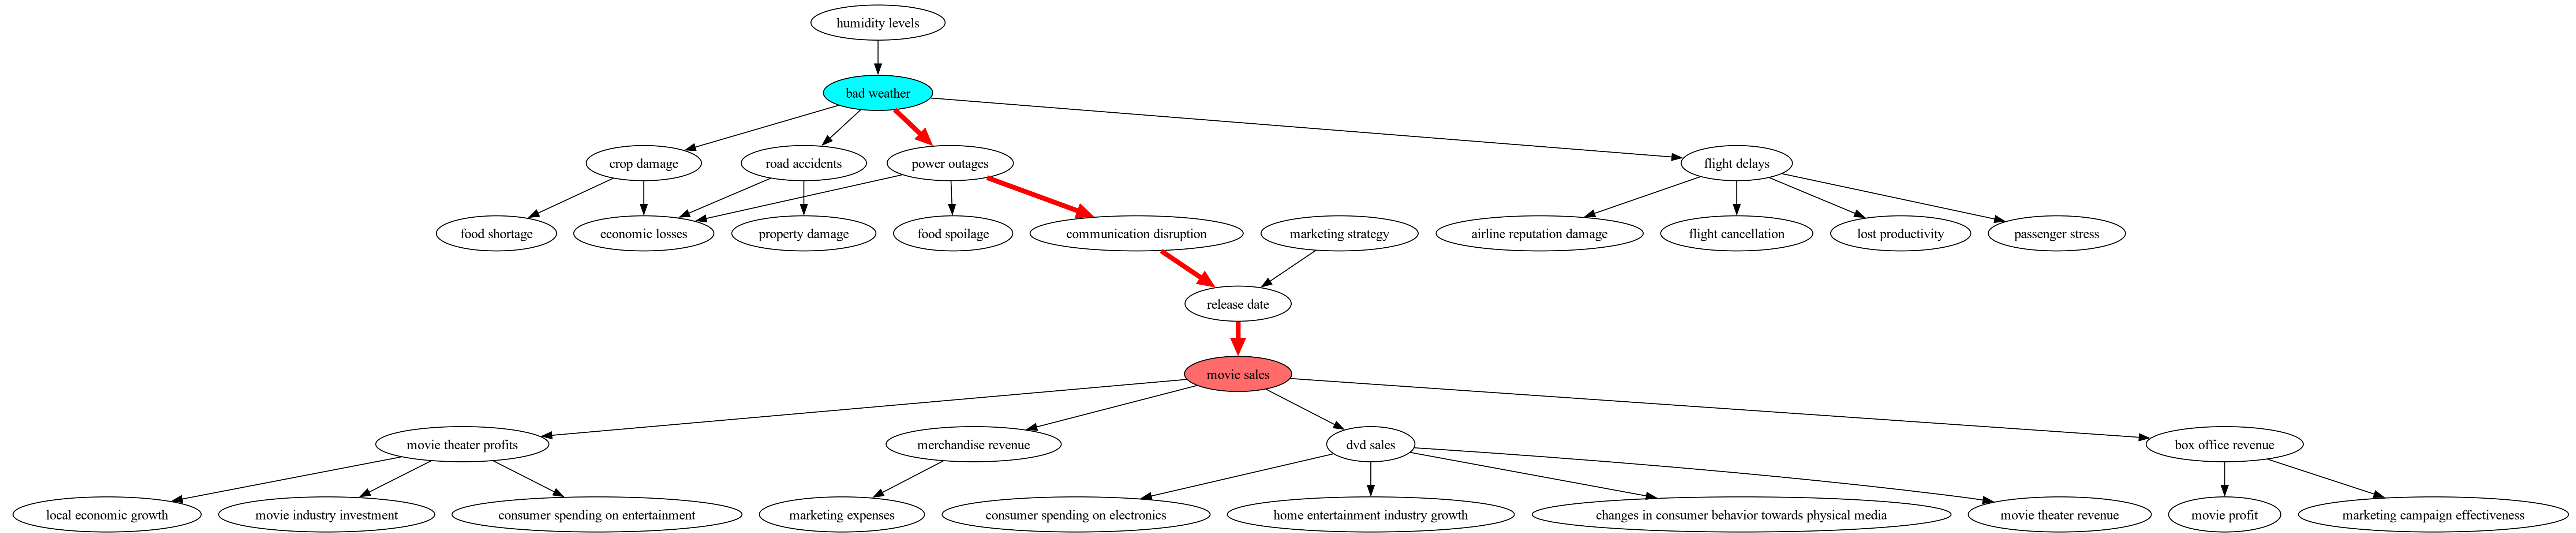 humidity levels
bad weather
crop damage
road accidents
power outages
flight delays
food shortage
economic losses
property damage
food spoilage
communication disruption
marketing strategy
airline reputation damage
flight cancellation
lost productivity
passenger stress
release date
movie sales
movie theater profits
merchandise revenue
dvd sales
box office revenue
local economic growth
movie industry investment
consumer spending on entertainment
marketing expenses
consumer spending on electronics
home entertainment industry growth
changes in consumer behavior towards physical media
movie theater revenue
movie profit
marketing campaign effectiveness